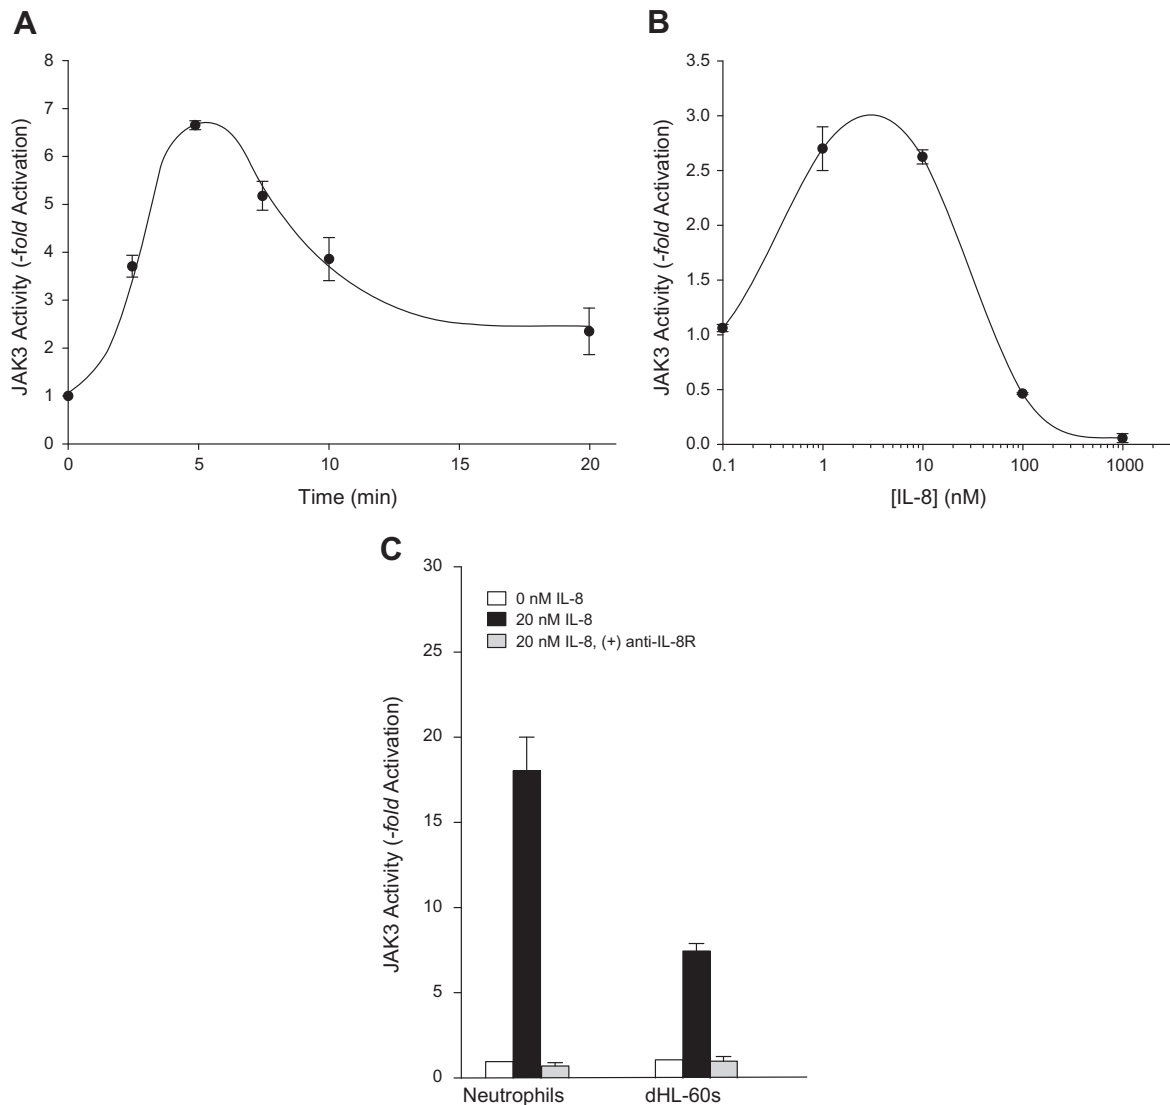 A
8
7
6
5
4
3
2
1
0
JAK3 Activity (-fold Activation)
0 5 10 15 20
Time (min)
B
3.5
3.0
2.5
2.0
1.5
1.0
0.5
0.0
JAK3 Activity (-fold Activation)
0.1 1 10 100 1000
[IL-8] (nM)
C
30
25
20
15
10
5
0
JAK3 Activity (-fold Activation)
0 nM IL-8
20 nM IL-8
20 nM IL-8, (+) anti-IL-8R
Neutrophils dHL-60s